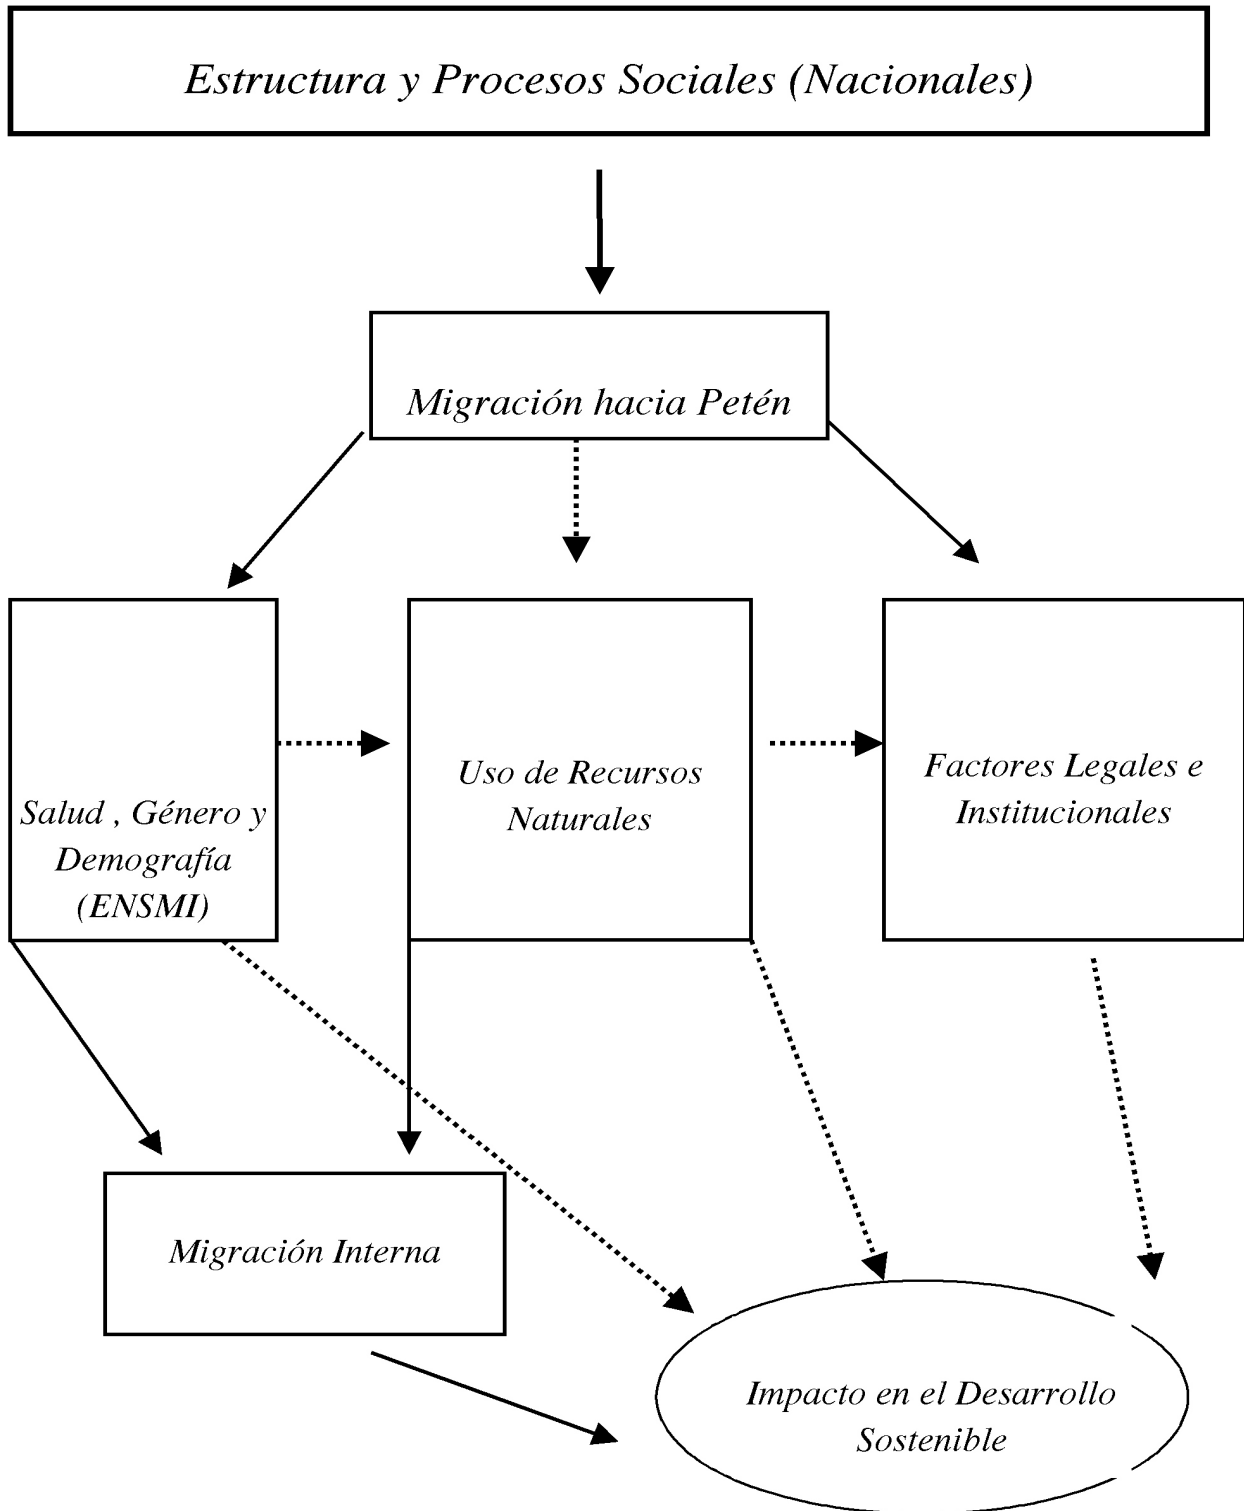 Estructura y Procesos Sociales (Nacionales)
Migración hacia Petén
Salud , Género y
Demografía
(ENSMI)
Uso de Recursos
Naturales
Factores Legales e
Institucionales
Migración Interna
Impacto en el Desarrollo
Sostenible